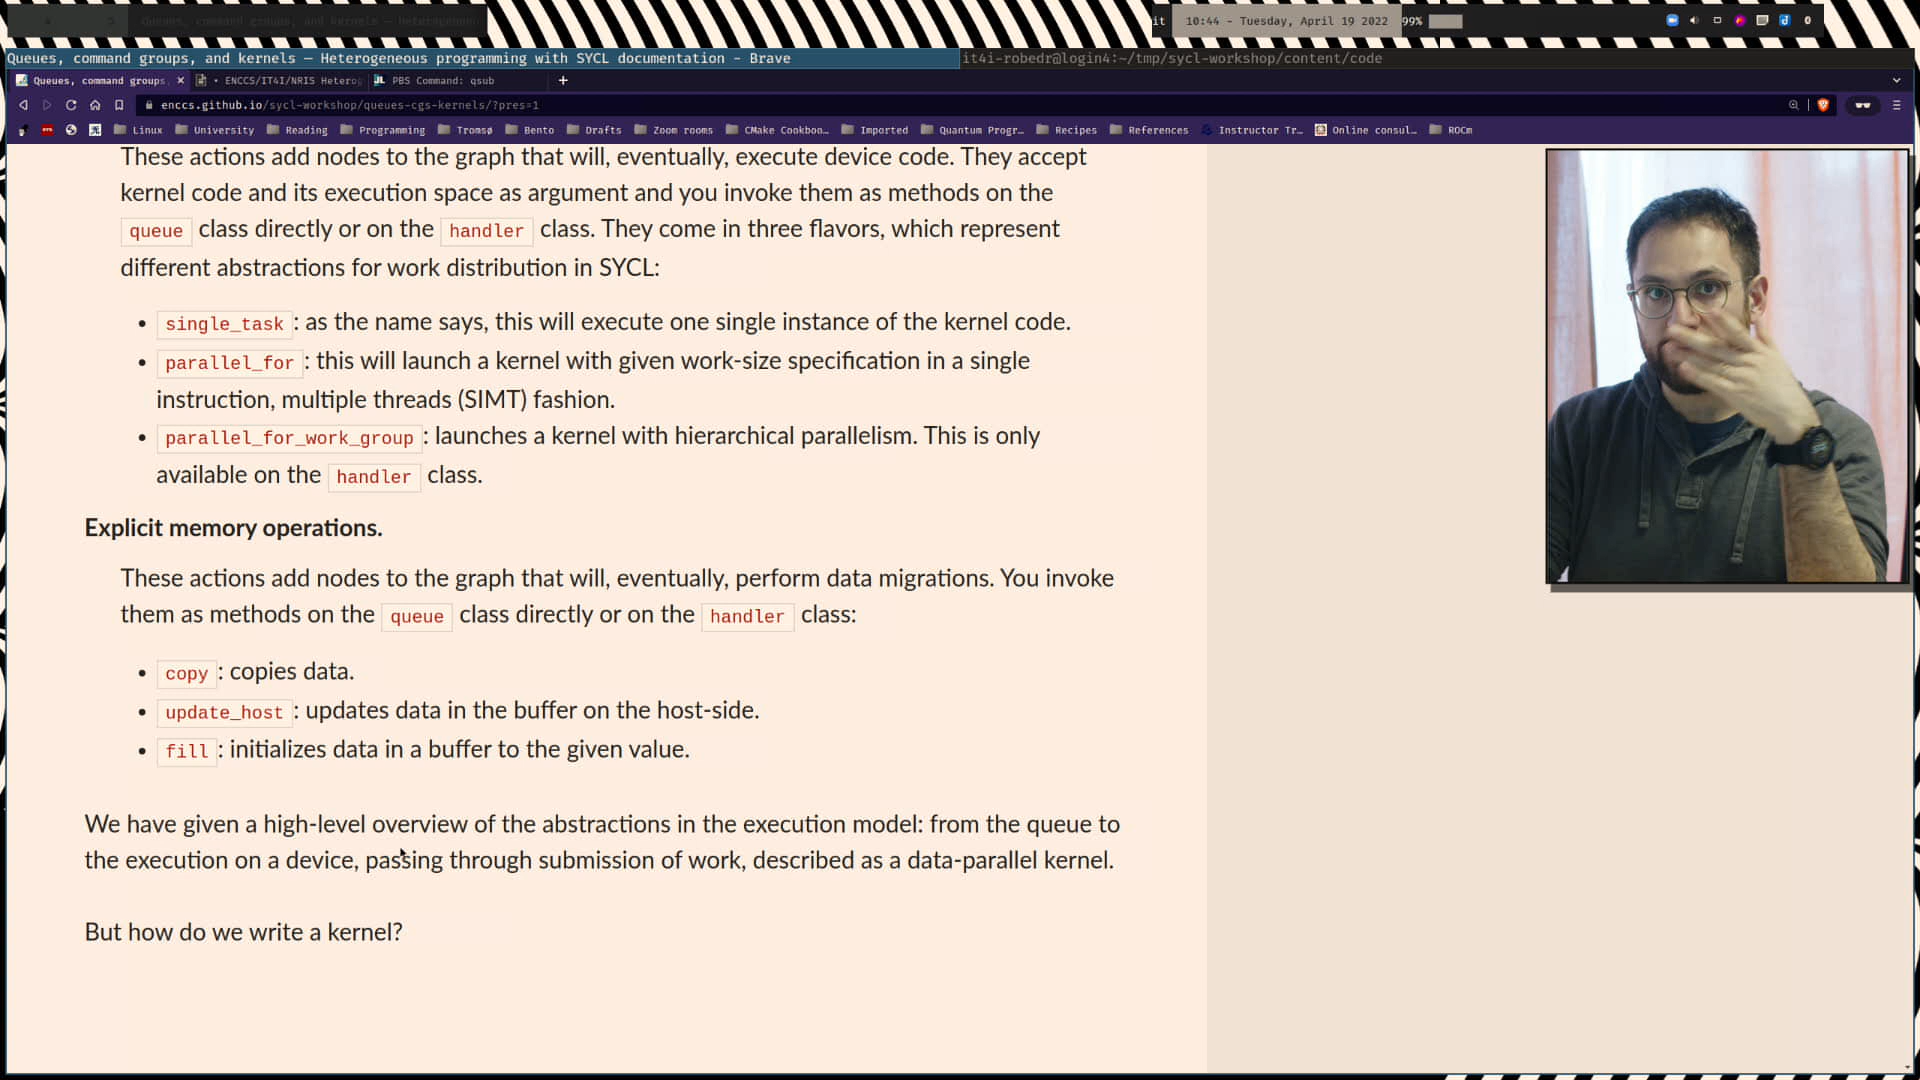 Queues, command groups, and kernels — Heterogeneou
it 10:44 - Tuesday, April 19 2022 99%
Queues, command groups, and kernels — Heterogeneous programming with SYCL documentation - Brave
it4i-robedr@login4:~/tmp/sycl-workshop/content/code
Queues, command groups, × • ENCCS/IT4I/NRIS Heterog PBS Command: qsub +
enccs.github.io/sycl-workshop/queues-cgs-kernels/?pres=1
Linux University Reading Programming Tromsø Bento Drafts Zoom rooms CMake Cookboo… Imported Quantum Progr… Recipes References Instructor Tr… Online consul… ROCm
These actions add nodes to the graph that will, eventually, execute device code. They accept
kernel code and its execution space as argument and you invoke them as methods on the
queue class directly or on the handler class. They come in three flavors, which represent
different abstractions for work distribution in SYCL:
• single_task : as the name says, this will execute one single instance of the kernel code.
• parallel_for : this will launch a kernel with given work-size specification in a single
instruction, multiple threads (SIMT) fashion.
• parallel_for_work_group : launches a kernel with hierarchical parallelism. This is only
available on the handler class.
Explicit memory operations.
These actions add nodes to the graph that will, eventually, perform data migrations. You invoke
them as methods on the queue class directly or on the handler class:
• copy : copies data.
• update_host : updates data in the buffer on the host-side.
• fill : initializes data in a buffer to the given value.
We have given a high-level overview of the abstractions in the execution model: from the queue to
the execution on a device, passing through submission of work, described as a data-parallel kernel.
But how do we write a kernel?